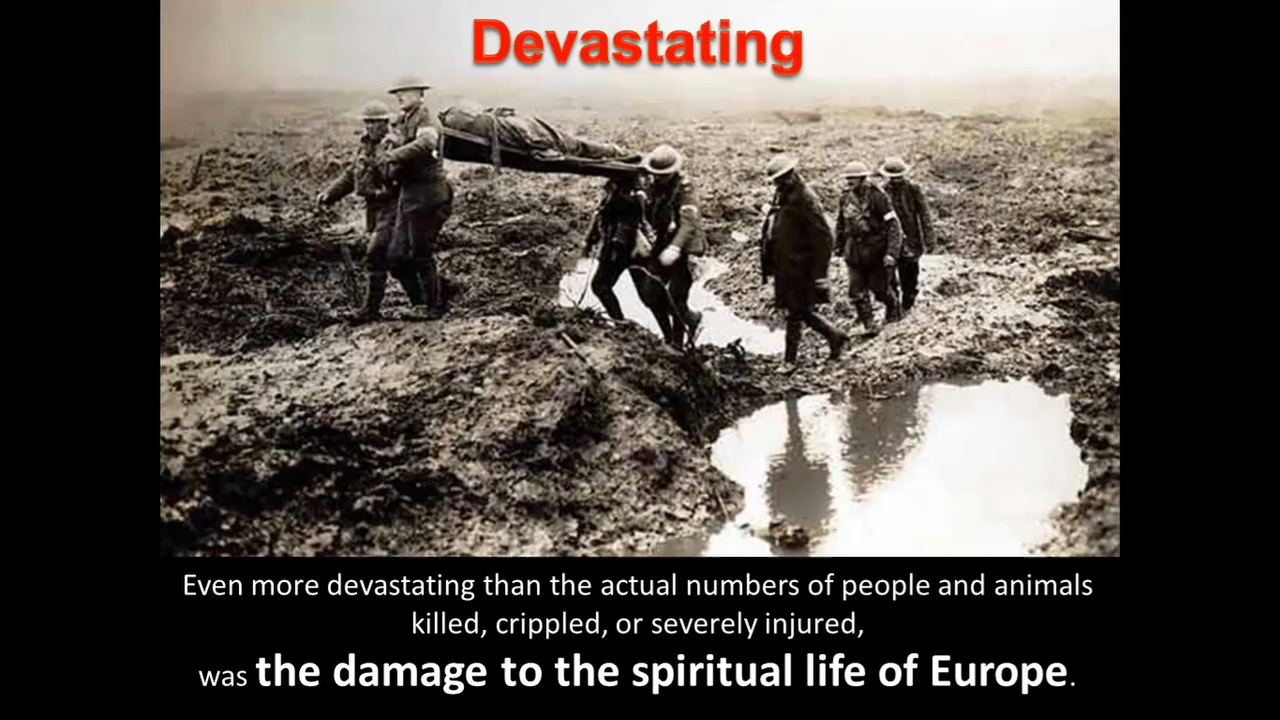 Devastating
Even more devastating than the actual numbers of people and animals
killed, crippled, or severely injured,
was the damage to the spiritual life of Europe.